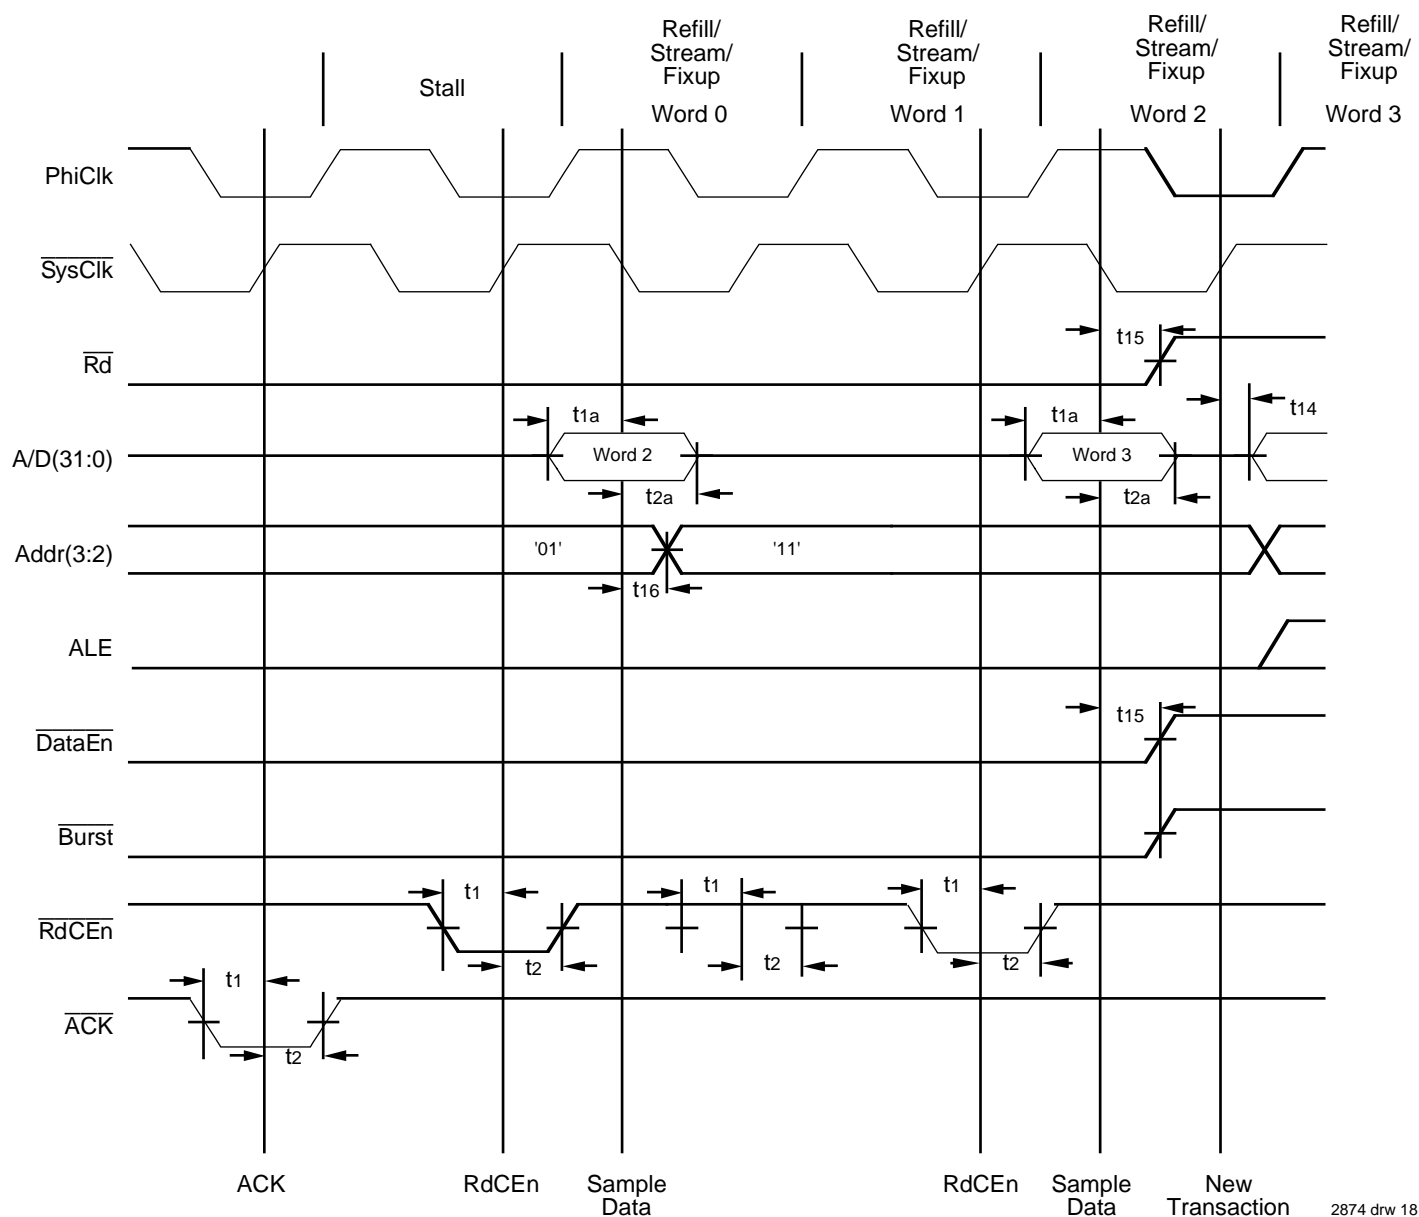 Refill/
Stream/
Fixup
Refill/
Stream/
Fixup
Refill/
Stream/
Fixup
Refill/
Stream/
Fixup
Stall
Word 0
Word 1
Word 2
Word 3
PhiClk
SysClk
Rd
t15
A/D(31:0)
t1a
Word 2
t2a
t1a
Word 3
t2a
t14
Addr(3:2)
'01'
'11'
t16
ALE
DataEn
t15
Burst
RdCEn
t1
t2
t1
t2
t1
t2
ACK
t1
t2
ACK
RdCEn
Sample
Data
RdCEn
Sample
Data
New
Transaction
2874 drw 18